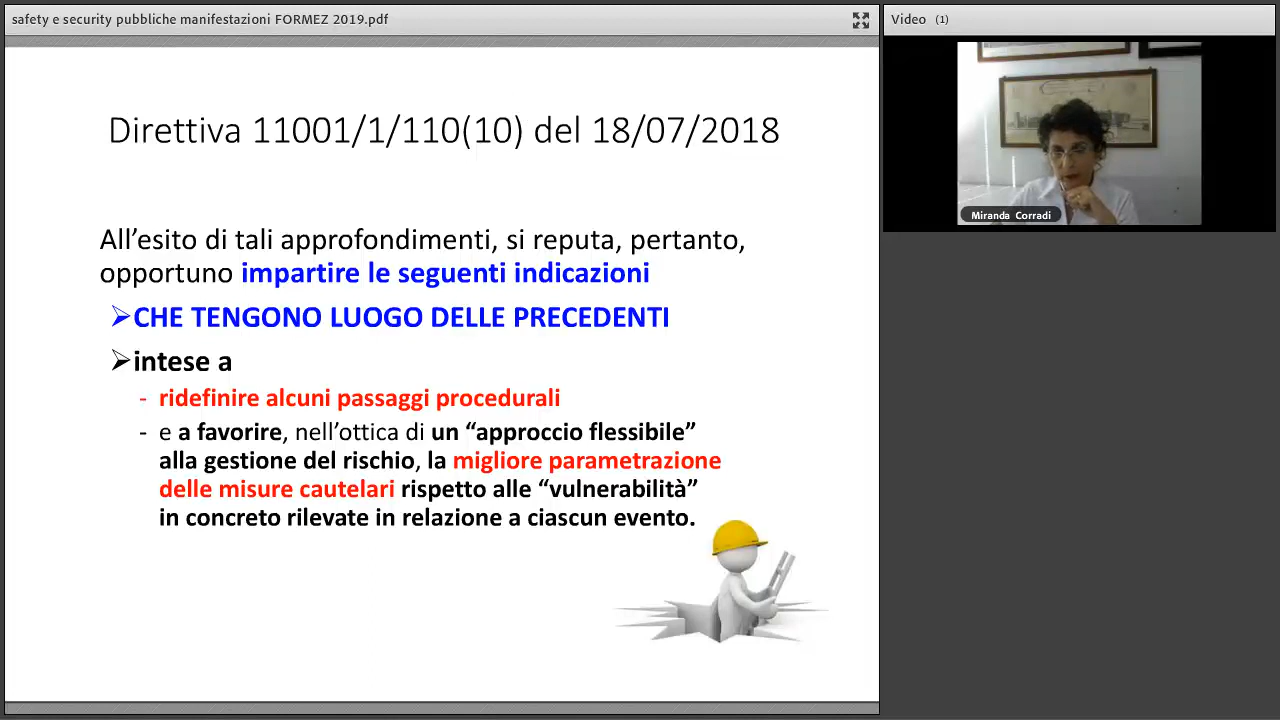 safety e security pubbliche manifestazioni FORMEZ 2019.pdf
Video (1)
Direttiva 11001/1/110(10) del 18/07/2018
All’esito di tali approfondimenti, si reputa, pertanto,
opportuno impartire le seguenti indicazioni
CHE TENGONO LUOGO DELLE PRECEDENTI
intese a
- ridefinire alcuni passaggi procedurali
- e a favorire, nell’ottica di un “approccio flessibile”
alla gestione del rischio, la migliore parametrazione
delle misure cautelari rispetto alle “vulnerabilità”
in concreto rilevate in relazione a ciascun evento.
Miranda Corradi